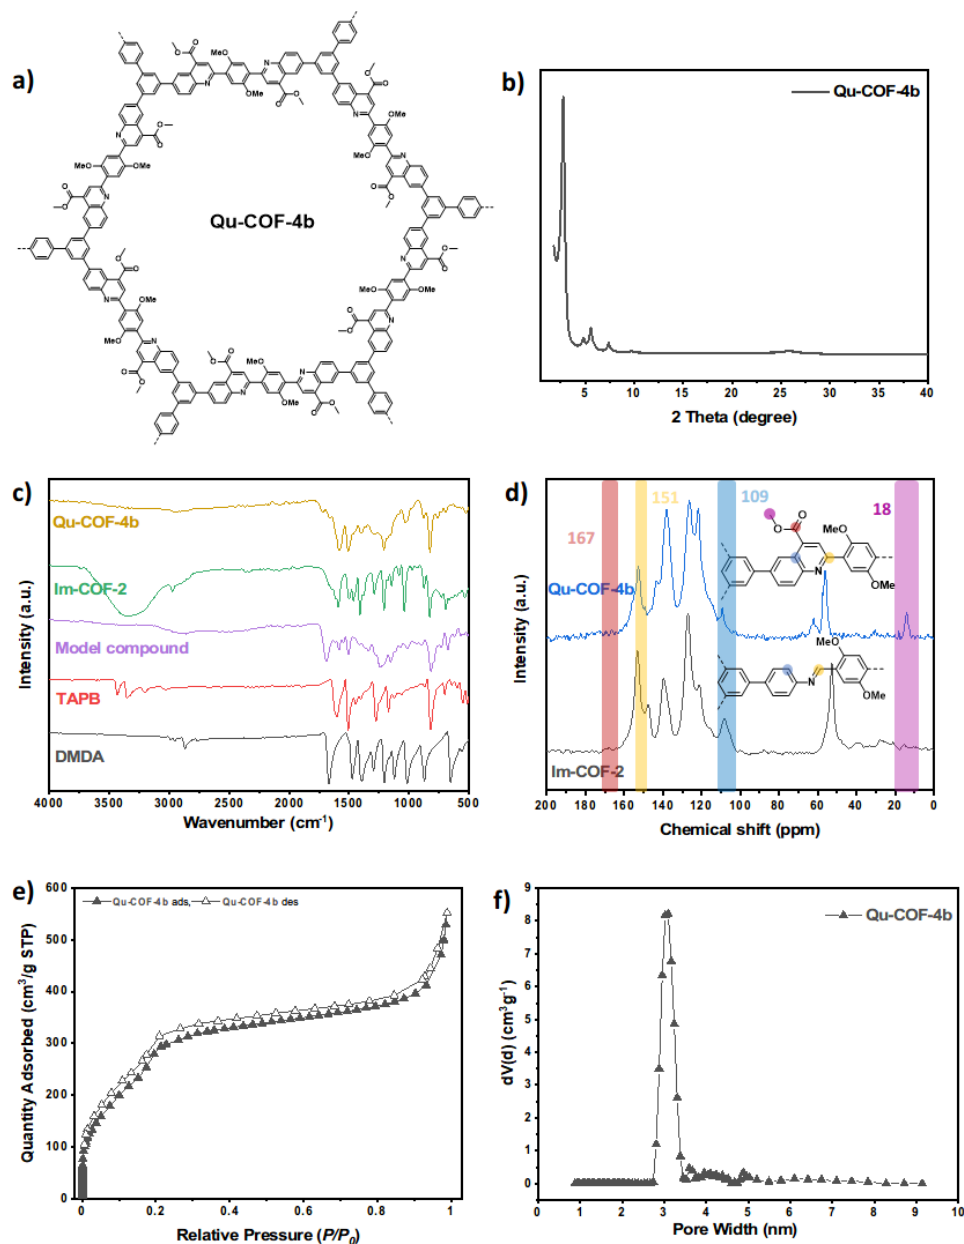 a)
MeO
OMe
N
O
Qu-COF-4b
b)
Qu-COF-4b
5 10 15 20 25 30 35 40
2 Theta (degree)
c)
Qu-COF-4b
Im-COF-2
Model compound
TAPB
DMDA
Intensity (a.u.)
4000 3000 2000 1500 1000 500
Wavenumber (cm⁻¹)
d)
167
151
109
18
O
O
MeO
N
OMe
Qu-COF-4b
MeO
N
OMe
Im-COF-2
Intensity (a.u.)
200 180 160 140 120 100 80 60 40 20 0
Chemical shift (ppm)
e)
Qu-COF-4b ads, Qu-COF-4b des
600
500
400
300
200
100
0
Quantity Adsorbed (cm³/g STP)
0 0.2 0.4 0.6 0.8 1
Relative Pressure (P/P₀)
f)
Qu-COF-4b
9
8
7
6
5
4
3
2
1
0
dV(d) (cm³g⁻¹)
0 1 2 3 4 5 6 7 8 9 10
Pore Width (nm)